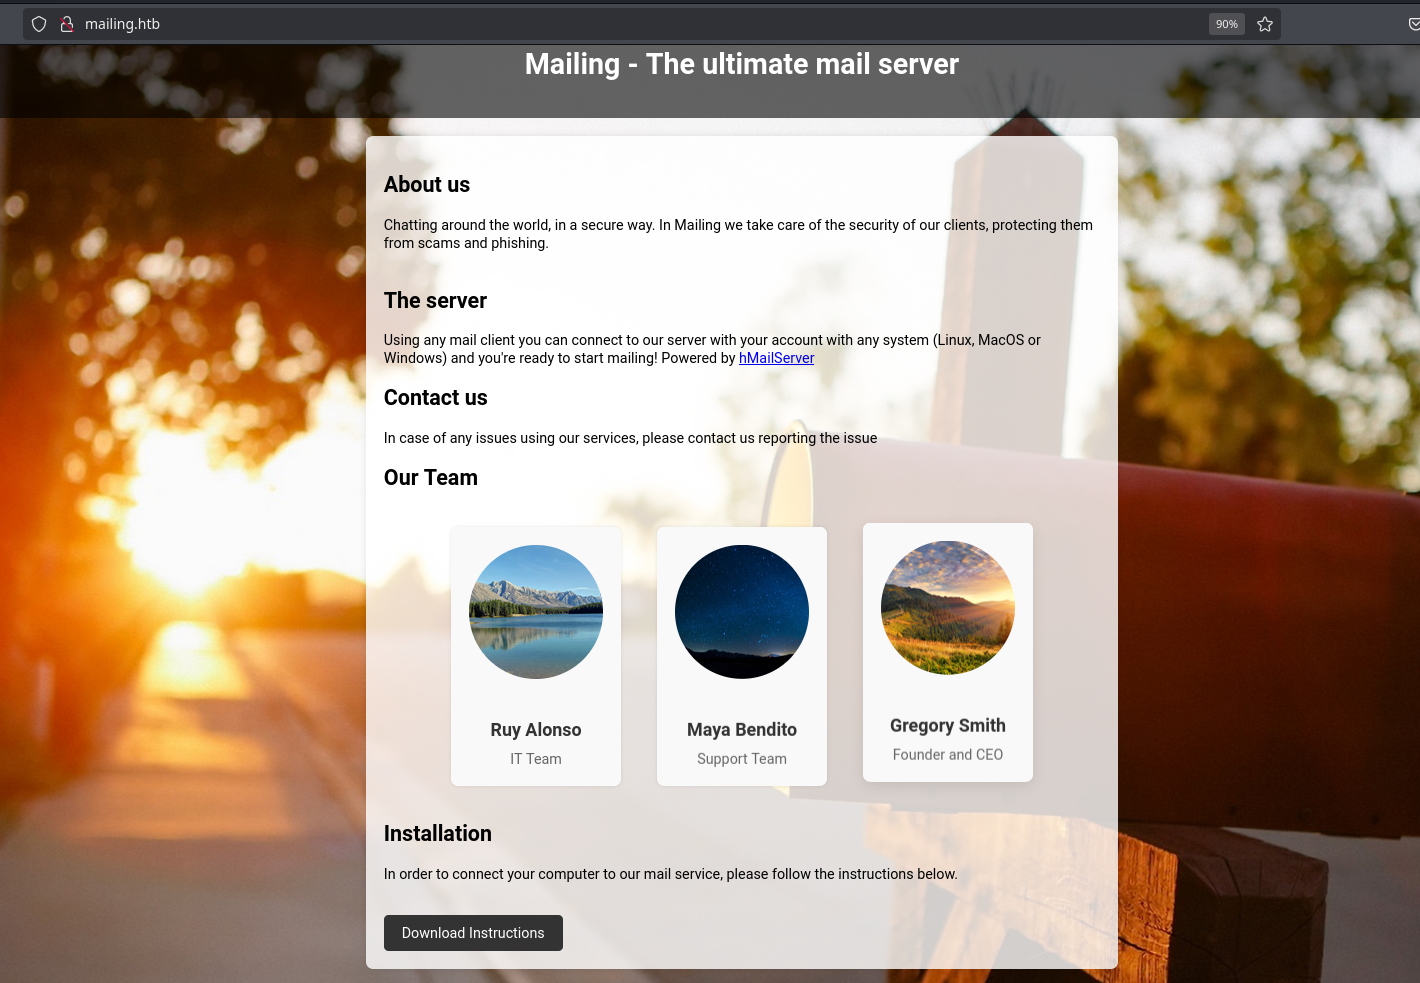 mailing.htb
90%
Mailing - The ultimate mail server
About us
Chatting around the world, in a secure way. In Mailing we take care of the security of our clients, protecting them
from scams and phishing.
The server
Using any mail client you can connect to our server with your account with any system (Linux, MacOS or
Windows) and you're ready to start mailing! Powered by hMailServer
Contact us
In case of any issues using our services, please contact us reporting the issue
Our Team
Ruy Alonso
IT Team
Maya Bendito
Support Team
Gregory Smith
Founder and CEO
Installation
In order to connect your computer to our mail service, please follow the instructions below.
Download Instructions